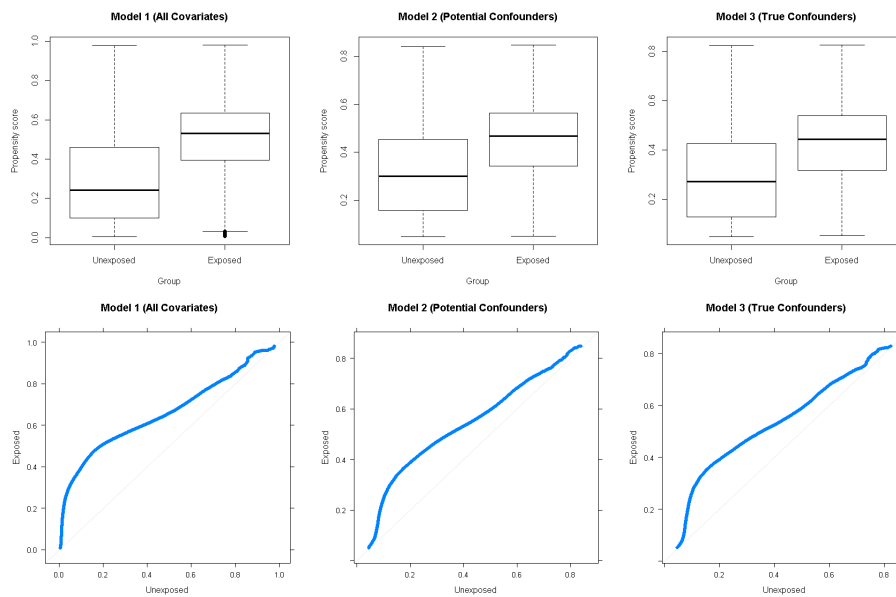 Model 1 (All Covariates)
Model 2 (Potential Confounders)
Model 3 (True Confounders)
Propensity score
0.0
0.2
0.4
0.6
0.8
1.0
Unexposed
Exposed
Group
Propensity score
0.2
0.4
0.6
0.8
Unexposed
Exposed
Group
Propensity score
0.2
0.4
0.6
0.8
Unexposed
Exposed
Group
Model 1 (All Covariates)
Model 2 (Potential Confounders)
Model 3 (True Confounders)
Exposed
1.0
0.8
0.6
0.4
0.2
0.0
0.0 0.2 0.4 0.6 0.8 1.0
Unexposed
Exposed
0.8
0.6
0.4
0.2
0.2 0.4 0.6 0.8
Unexposed
Exposed
0.8
0.6
0.4
0.2
0.2 0.4 0.6 0.8
Unexposed